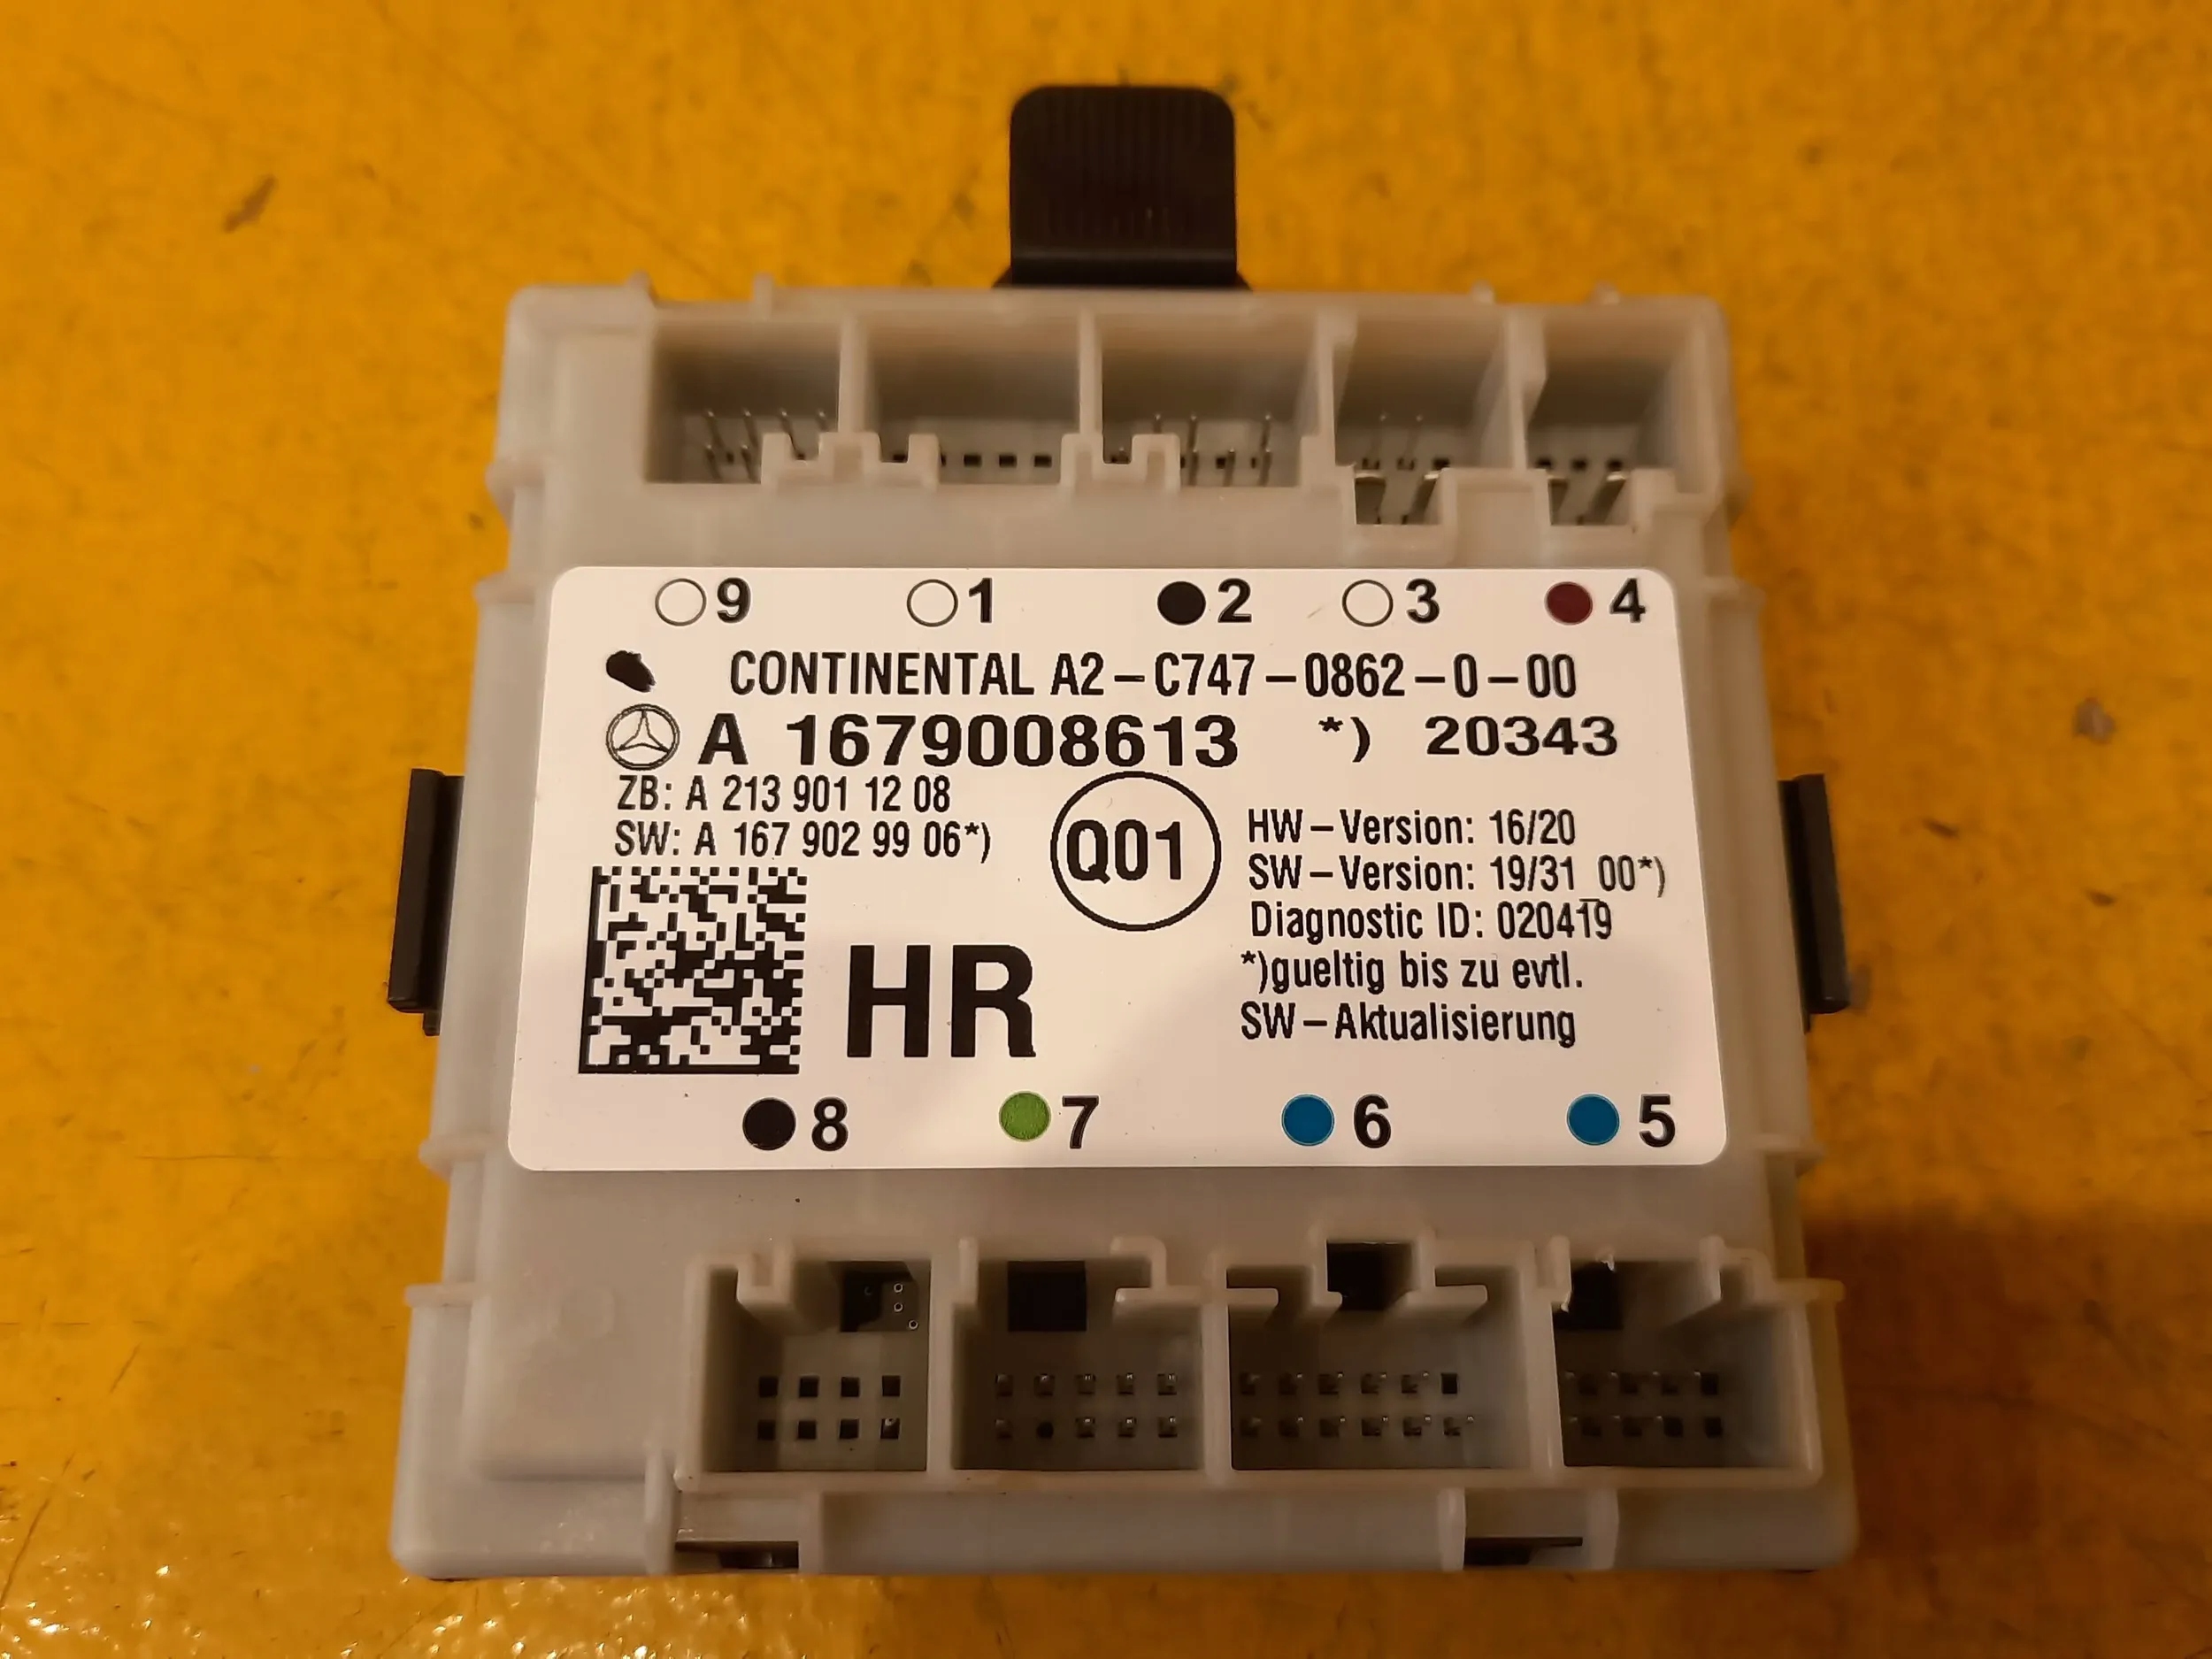 9 1 2 3 4
CONTINENTAL A2-C747-0862-0-00
A 1679008613 *) 20343
ZB: A 213 901 12 08
SW: A 167 902 99 06*)
Q01
HW-Version: 16/20
SW-Version: 19/31_00*)
Diagnostic ID: 020419
*)gueltig bis zu evtl.
SW-Aktualisierung
HR
8 7 6 5